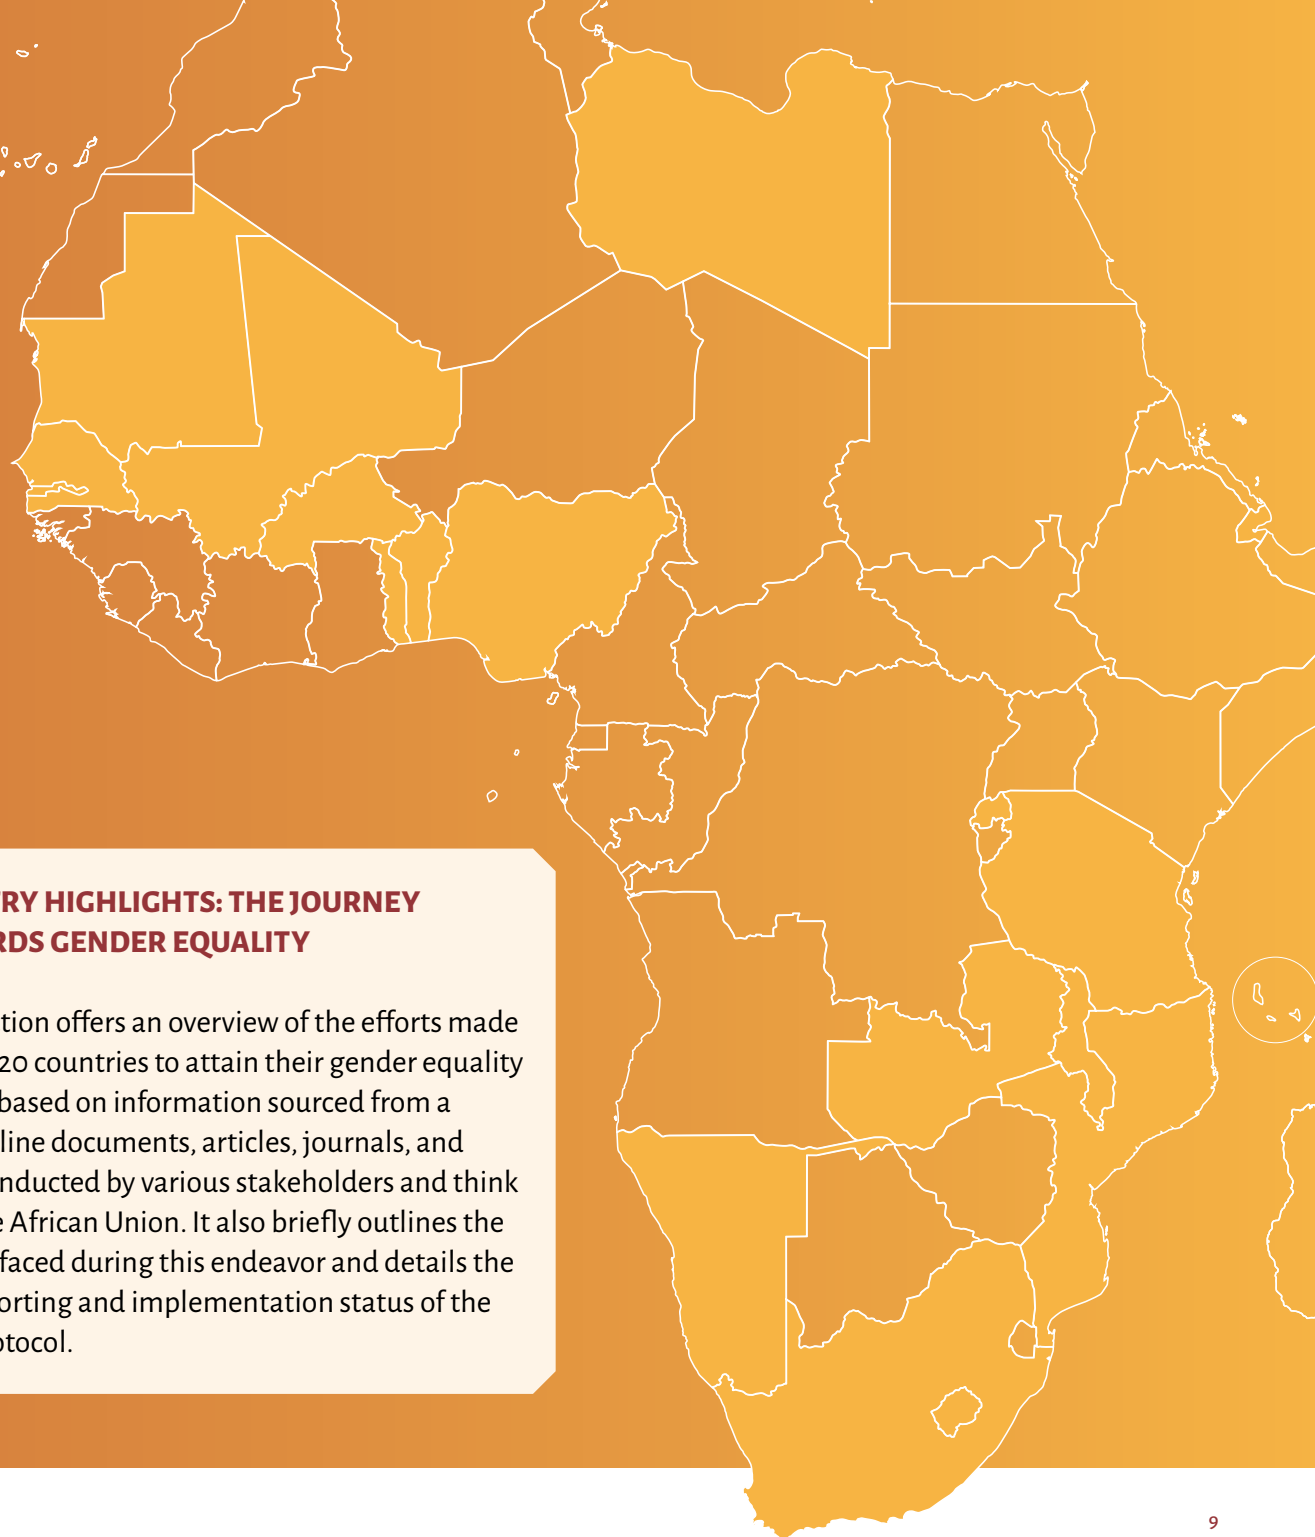 TRY HIGHLIGHTS: THE JOURNEY
RDS GENDER EQUALITY
tion offers an overview of the efforts made
20 countries to attain their gender equality
based on information sourced from a
line documents, articles, journals, and
nducted by various stakeholders and think
e African Union. It also briefly outlines the
faced during this endeavor and details the
orting and implementation status of the
otocol.
9